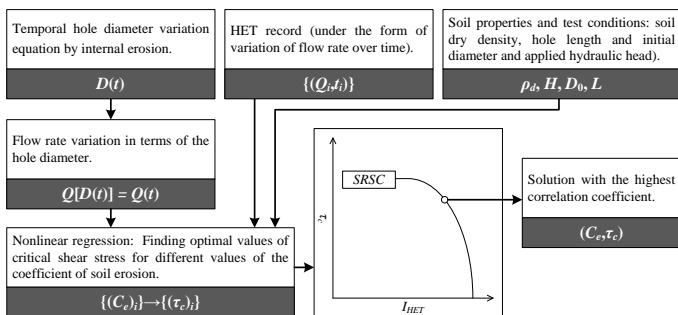 Temporal hole diameter variation
equation by internal erosion.
D(t)
HET record (under the form of
variation of flow rate over time).
{(Qi,ti)}
Soil properties and test conditions: soil
dry density, hole length and initial
diameter and applied hydraulic head).
ρd, H, D0, L
Flow rate variation in terms of the
hole diameter.
Q[D(t)] = Q(t)
Nonlinear regression: Finding optimal values of
critical shear stress for different values of the
coefficient of soil erosion.
{(Ce)i}→{(τc)i}
SRSC
τc
IHET
Solution with the highest
correlation coefficient.
(Ce,τc)